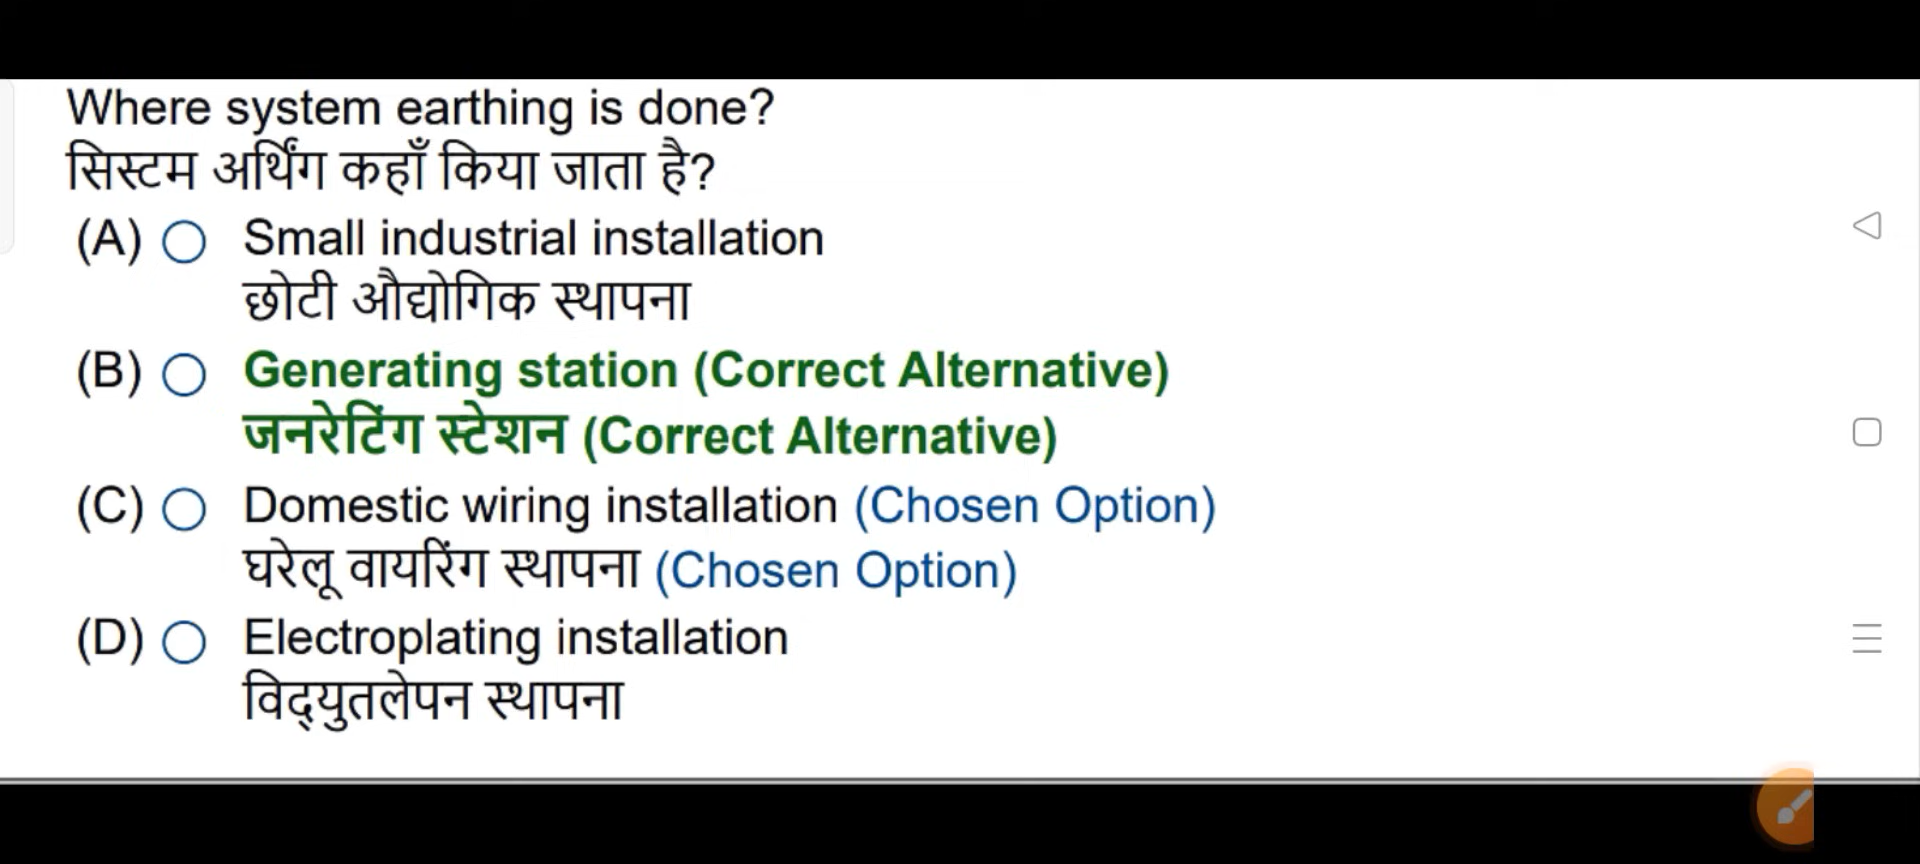 Where system earthing is done?
सिस्टम अर्थिंग कहाँ किया जाता है?
(A) Small industrial installation
छोटी औद्योगिक स्थापना
(B) Generating station (Correct Alternative)
जनरेटिंग स्टेशन (Correct Alternative)
(C) Domestic wiring installation (Chosen Option)
घरेलू वायरिंग स्थापना (Chosen Option)
(D) Electroplating installation
विद्युतलेपन स्थापना